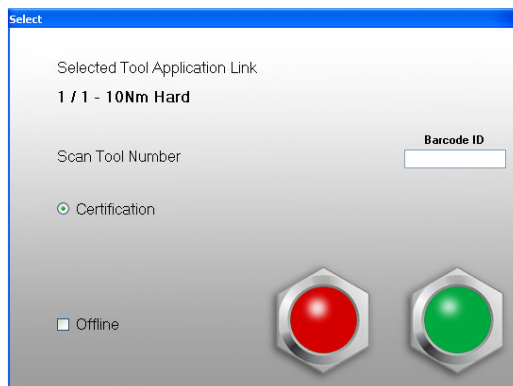 Select
Selected Tool Application Link
1 / 1 - 10Nm Hard
Barcode ID
Scan Tool Number
Certification
Offline